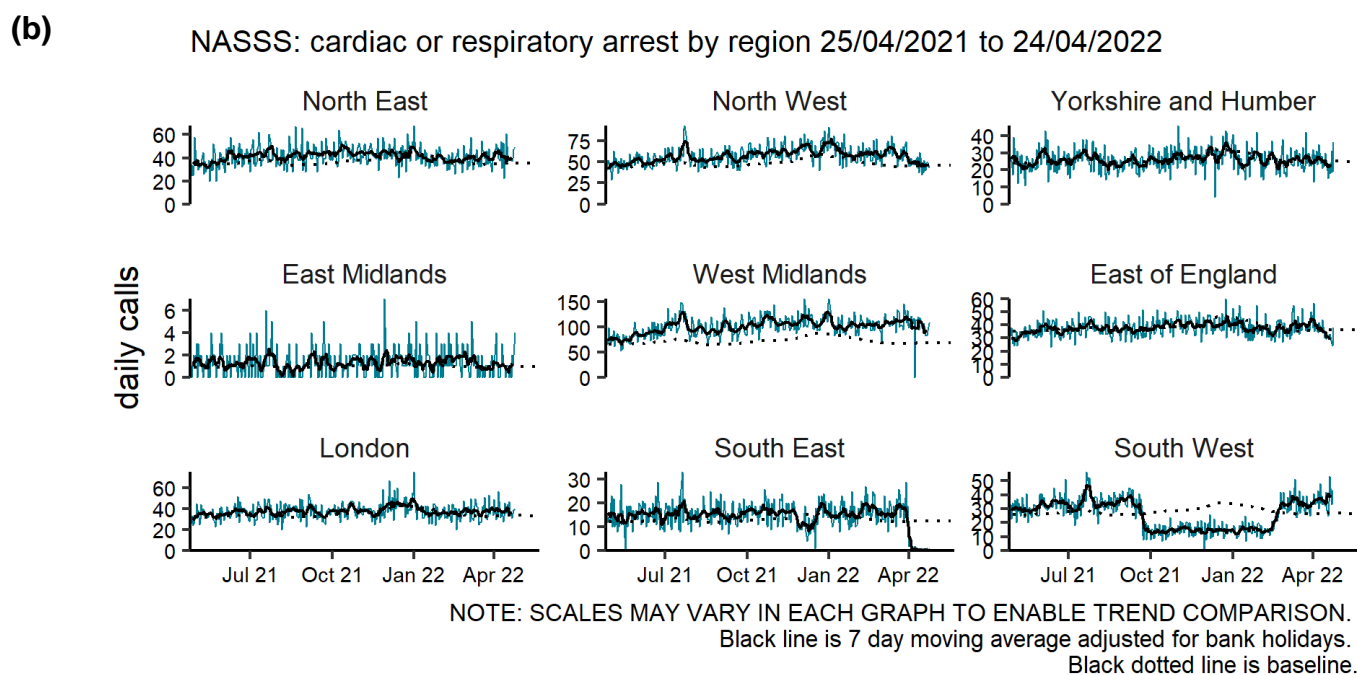 (b)
NASSS: cardiac or respiratory arrest by region 25/04/2021 to 24/04/2022
daily calls
North East
60
40
20
0
North West
75
50
25
0
Yorkshire and Humber
40
30
20
10
0
East Midlands
6
4
2
0
West Midlands
150
100
50
0
East of England
60
50
40
30
20
10
0
London
60
40
20
0
Jul 21 Oct 21 Jan 22 Apr 22
South East
30
20
10
0
Jul 21 Oct 21 Jan 22 Apr 22
South West
50
40
30
20
10
0
Jul 21 Oct 21 Jan 22 Apr 22
NOTE: SCALES MAY VARY IN EACH GRAPH TO ENABLE TREND COMPARISON.
Black line is 7 day moving average adjusted for bank holidays.
Black dotted line is baseline.